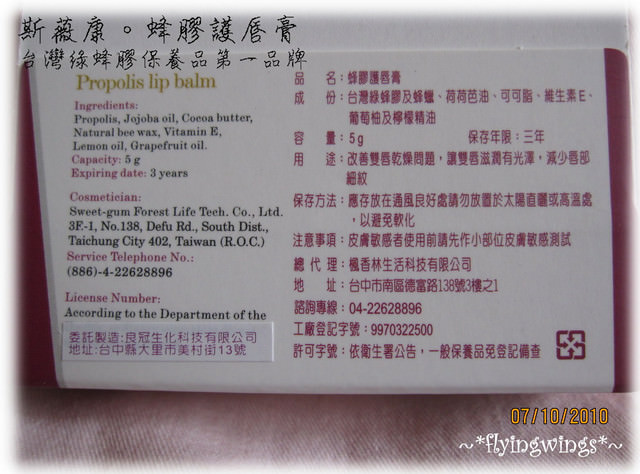 斯薇康。蜂膠護唇膏
台灣綠蜂膠保養品第一品牌
Propolis lip balm
Ingredients:
Propolis, Jojoba oil, Cocoa butter,
Natural bee wax, Vitamin E,
Lemon oil, Grapefruit oil.
Capacity: 5 g
Expiring date: 3 years
Cosmetician:
Sweet-gum Forest Life Tech. Co., Ltd.
3F.-1, No.138, Defu Rd., South Dist.,
Taichung City 402, Taiwan (R.O.C.)
Service Telephone No.:
(886)-4-22628896
License Number:
According to the Department of the
委託製造:良冠生化科技有限公司
地址:台中縣大里市美村街13號
品 名：蜂膠護唇膏
成 份：台灣綠蜂膠及蜂蠟、荷荷芭油、可可脂、維生素E、
葡萄柚及檸檬精油
容 量：5g 保存年限：三年
用 途：改善雙唇乾燥問題，讓雙唇滋潤有光澤，減少唇部
細紋
保存方法：應存放在通風良好處請勿放置於太陽直曬或高溫處
，以避免軟化
注意事項：皮膚敏感者使用前請先作小部位皮膚敏感測試
總 代 理：楓香林生活科技有限公司
地 址：台中市南區德富路138號3樓之1
諮詢專線：04-22628896
工廠登記字號：9970322500
許可字號：依衛生署公告，一般保養品免登記備查
07/10/2010
~*flyingwings*~